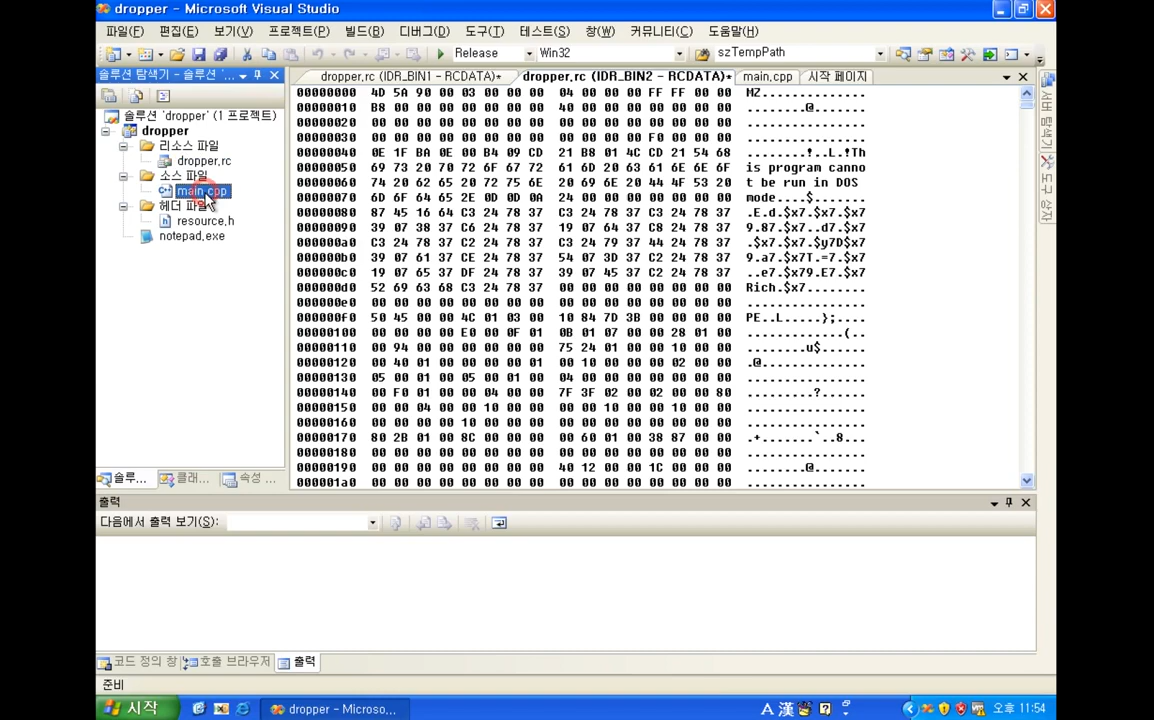 dropper - Microsoft Visual Studio
파일(F) 편집(E) 보기(V) 프로젝트(P) 빌드(B) 디버그(D) 도구(T) 테스트(S) 창(W) 커뮤니티(C) 도움말(H)
Release Win32 szTempPath
솔루션 탐색기 - 솔루션 '...
dropper.rc (IDR_BIN1 - RCDATA)* dropper.rc (IDR_BIN2 - RCDATA)* main.cpp 시작 페이지
솔루션 'dropper' (1 프로젝트)
dropper
리소스 파일
dropper.rc
소스 파일
main.cpp
헤더 파일
resource.h
notepad.exe
00000000 4D 5A 90 00 03 00 00 00 04 00 00 00 FF FF 00 00 MZ..............
00000010 B8 00 00 00 00 00 00 00 40 00 00 00 00 00 00 00 ........@.......
00000020 00 00 00 00 00 00 00 00 00 00 00 00 00 00 00 00 ................
00000030 00 00 00 00 00 00 00 00 00 00 00 00 F0 00 00 00 ................
00000040 0E 1F BA 0E 00 B4 09 CD 21 B8 01 4C CD 21 54 68 ........!..L.!Th
00000050 69 73 20 70 72 6F 67 72 61 6D 20 63 61 6E 6E 6F is program canno
00000060 74 20 62 65 20 72 75 6E 20 69 6E 20 44 4F 53 20 t be run in DOS
00000070 6D 6F 64 65 2E 0D 0D 0A 24 00 00 00 00 00 00 00 mode....$.......
00000080 87 45 16 64 C3 24 78 37 C3 24 78 37 C3 24 78 37 .E.d.$x7.$x7.$x7
00000090 39 07 38 37 C6 24 78 37 19 07 64 37 C8 24 78 37 9.87.$x7..d7.$x7
000000a0 C3 24 78 37 C2 24 78 37 C3 24 79 37 44 24 78 37 .$x7.$x7.$y7D$x7
000000b0 39 07 61 37 CE 24 78 37 54 07 3D 37 C2 24 78 37 9.a7.$x7T.=7.$x7
000000c0 19 07 65 37 DF 24 78 37 39 07 45 37 C2 24 78 37 ..e7.$x79.E7.$x7
000000d0 52 69 63 68 C3 24 78 37 00 00 00 00 00 00 00 00 Rich.$x7........
000000e0 00 00 00 00 00 00 00 00 00 00 00 00 00 00 00 00 ................
000000f0 50 45 00 00 4C 01 03 00 10 84 7D 3B 00 00 00 00 PE..L.....};....
00000100 00 00 00 00 E0 00 0F 01 0B 01 07 00 00 28 01 00 .............(..
00000110 00 94 00 00 00 00 00 00 75 24 01 00 00 10 00 00 ........u$......
00000120 00 40 01 00 00 00 00 01 00 10 00 00 00 02 00 00 .@..............
00000130 05 00 01 00 05 00 01 00 04 00 00 00 00 00 00 00 ................
00000140 00 F0 01 00 00 04 00 00 7F 3F 02 00 02 00 00 80 .........?......
00000150 00 00 04 00 00 10 00 00 00 00 10 00 00 10 00 00 ................
00000160 00 00 00 00 10 00 00 00 00 00 00 00 00 00 00 00 ................
00000170 80 2B 01 00 8C 00 00 00 00 60 01 00 38 87 00 00 .+.......`..8...
00000180 00 00 00 00 00 00 00 00 00 00 00 00 00 00 00 00 ................
00000190 00 00 00 00 00 00 00 00 40 12 00 00 1C 00 00 00 ........@.......
000001a0 00 00 00 00 00 00 00 00 00 00 00 00 00 00 00 00 ................
솔루... 클래... 속성 ...
출력
다음에서 출력 보기(S):
코드 정의 창 호출 브라우저 출력
준비
시작 dropper - Microso... A 漢 오후 11:54
서버 탐색기
도구 상자